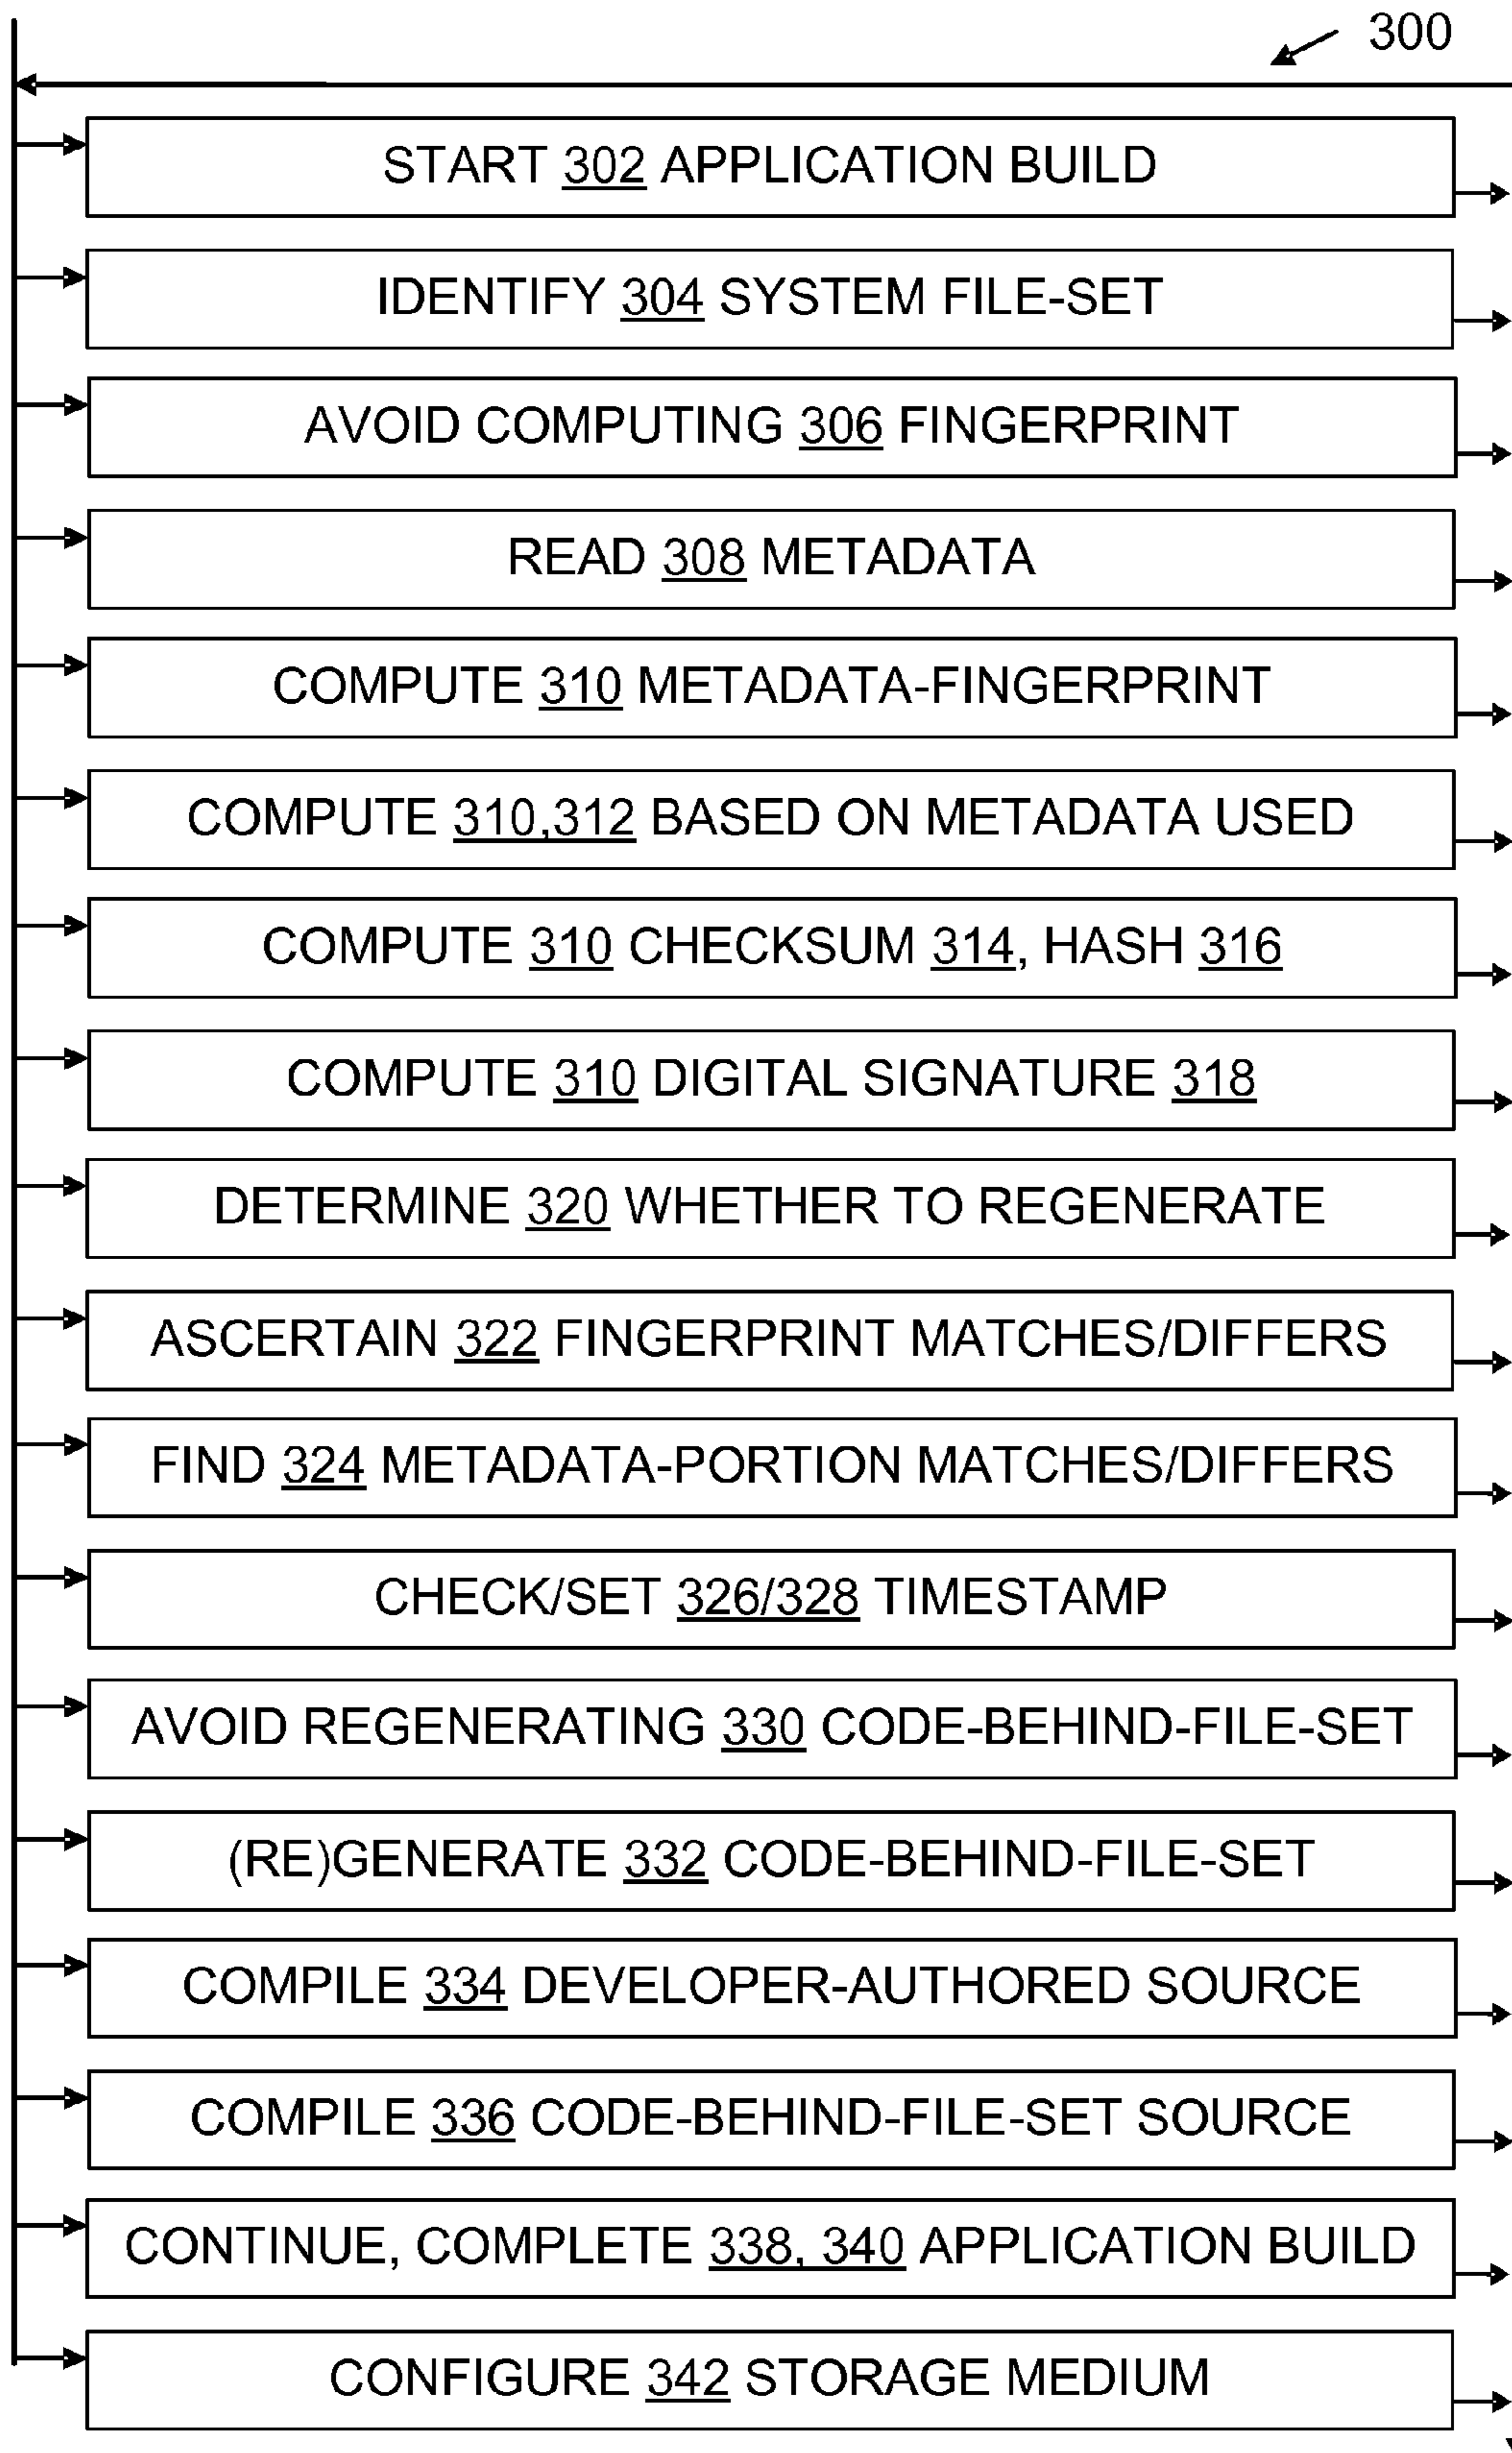 300
START 302 APPLICATION BUILD
IDENTIFY 304 SYSTEM FILE-SET
AVOID COMPUTING 306 FINGERPRINT
READ 308 METADATA
COMPUTE 310 METADATA-FINGERPRINT
COMPUTE 310,312 BASED ON METADATA USED
COMPUTE 310 CHECKSUM 314, HASH 316
COMPUTE 310 DIGITAL SIGNATURE 318
DETERMINE 320 WHETHER TO REGENERATE
ASCERTAIN 322 FINGERPRINT MATCHES/DIFFERS
FIND 324 METADATA-PORTION MATCHES/DIFFERS
CHECK/SET 326/328 TIMESTAMP
AVOID REGENERATING 330 CODE-BEHIND-FILE-SET
(RE)GENERATE 332 CODE-BEHIND-FILE-SET
COMPILE 334 DEVELOPER-AUTHORED SOURCE
COMPILE 336 CODE-BEHIND-FILE-SET SOURCE
CONTINUE, COMPLETE 338, 340 APPLICATION BUILD
CONFIGURE 342 STORAGE MEDIUM